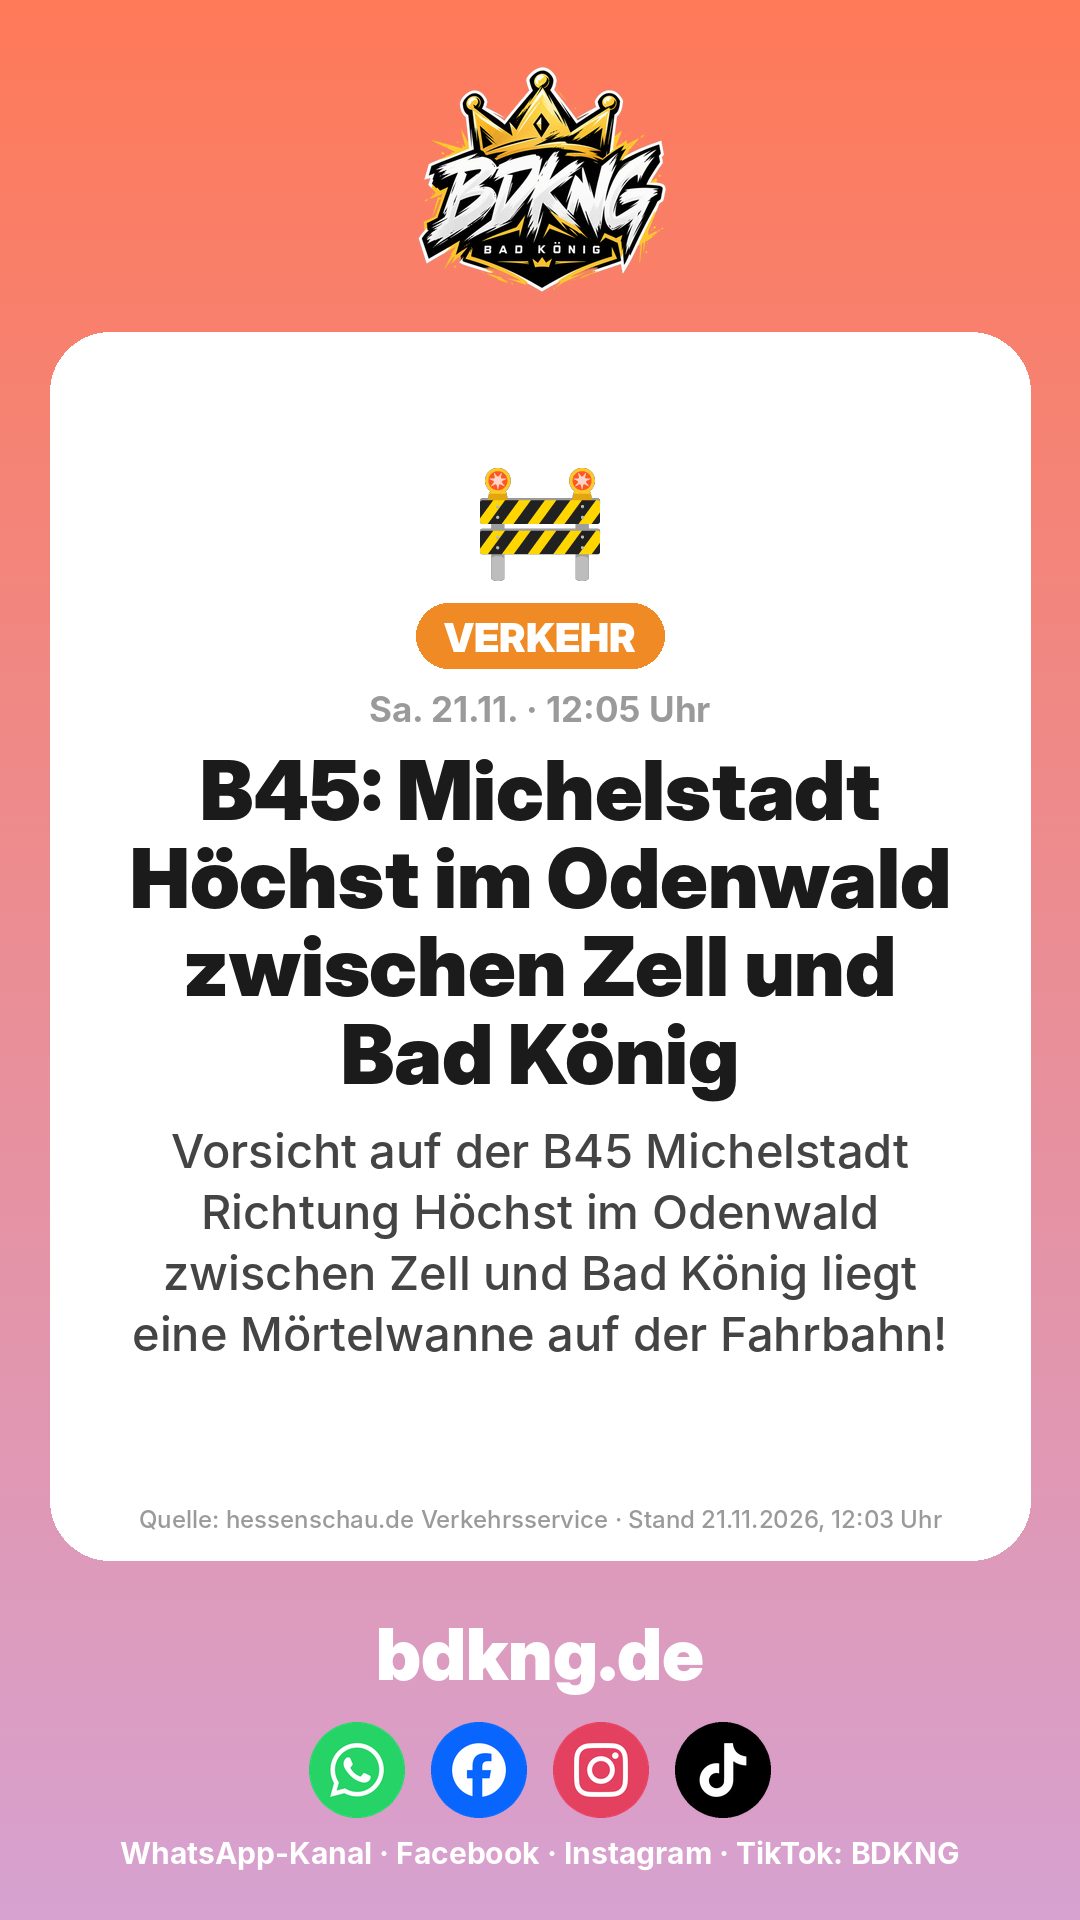 BDKNG
BAD KÖNIG
VERKEHR
Sa. 21.11. · 12:05 Uhr
B45: Michelstadt
Höchst im Odenwald
zwischen Zell und
Bad König
Vorsicht auf der B45 Michelstadt
Richtung Höchst im Odenwald
zwischen Zell und Bad König liegt
eine Mörtelwanne auf der Fahrbahn!
Quelle: hessenschau.de Verkehrsservice · Stand 21.11.2026, 12:03 Uhr
bdkng.de
WhatsApp-Kanal · Facebook · Instagram · TikTok: BDKNG